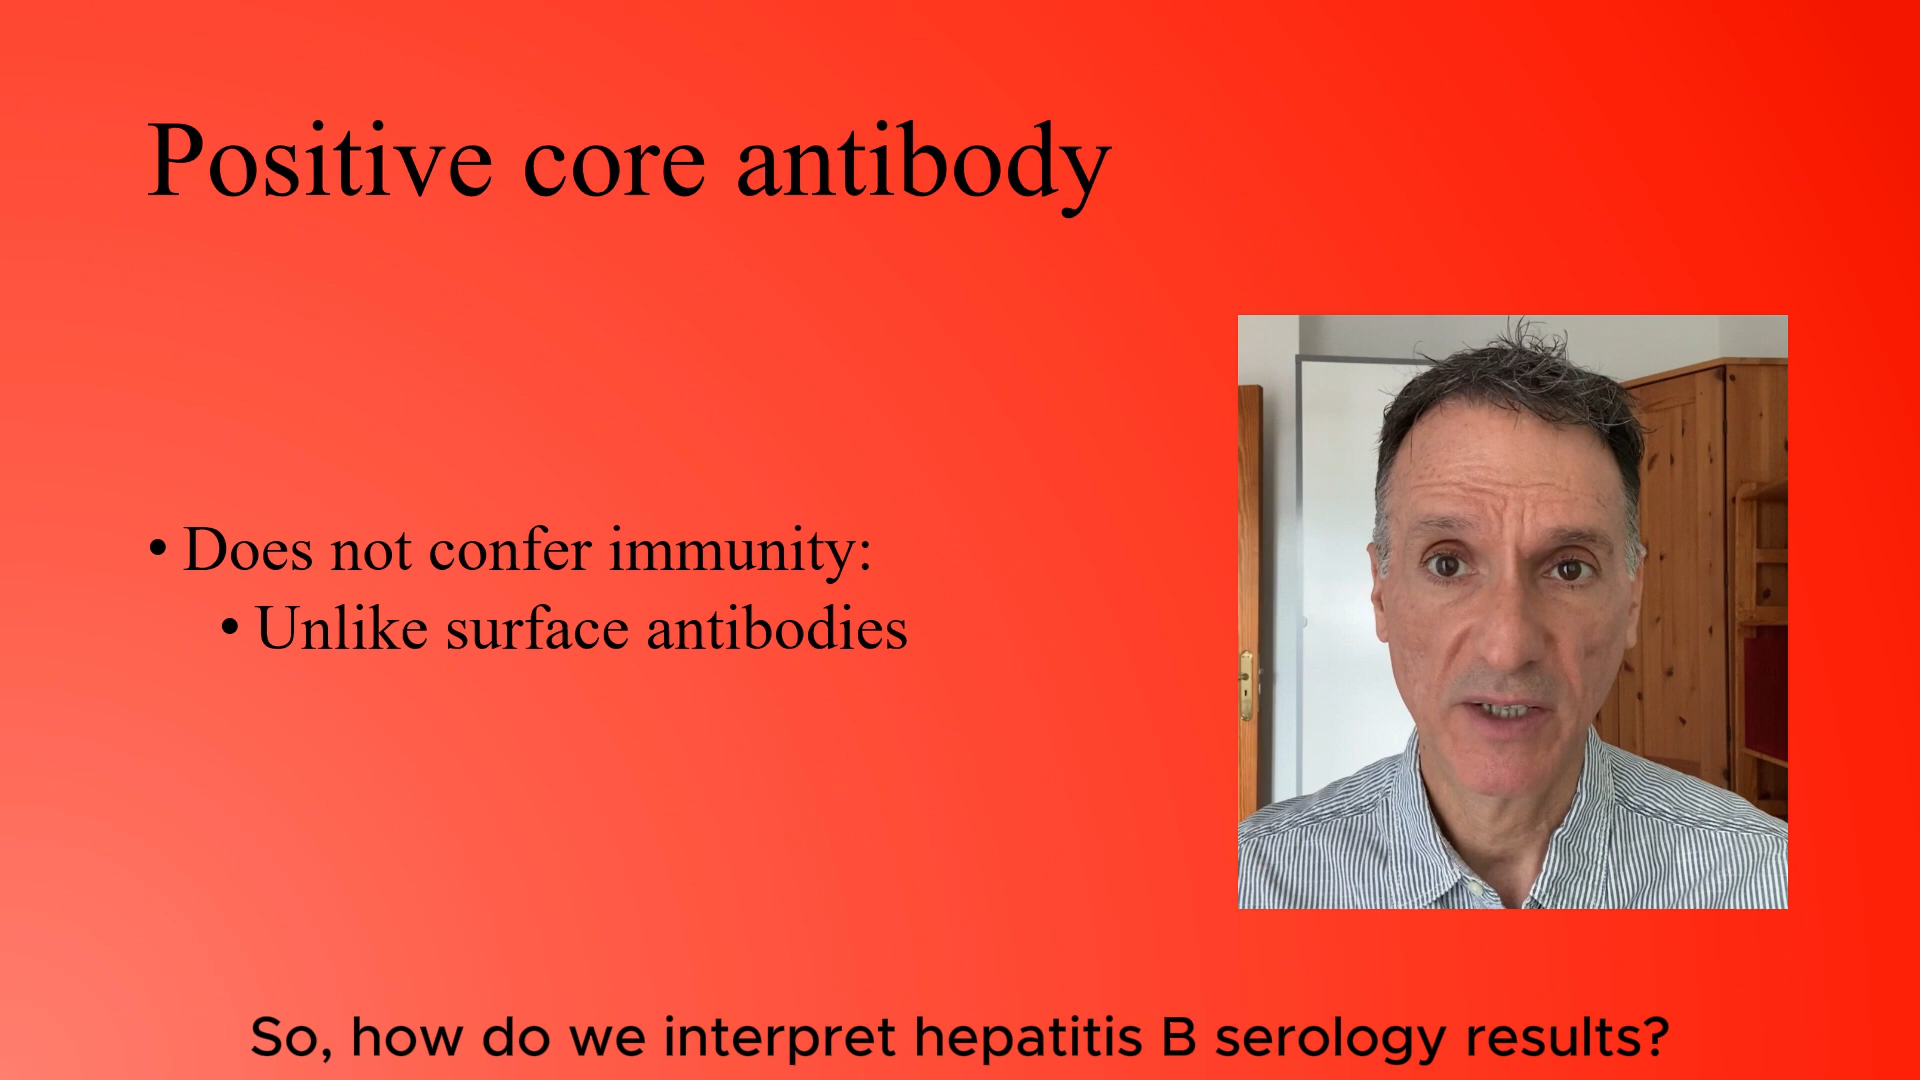 Positive core antibody
• Does not confer immunity:
• Unlike surface antibodies
So, how do we interpret hepatitis B serology results?